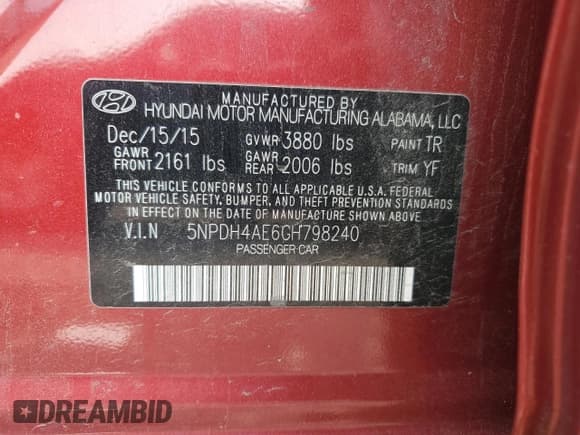 MANUFACTURED BY
HYUNDAI MOTOR MANUFACTURING ALABAMA, LLC
Dec/15/15 GVWR 3880 lbs PAINT TR
GAWR FRONT 2161 lbs GAWR REAR 2006 lbs TRIM YF
THIS VEHICLE CONFORMS TO ALL APPLICABLE U.S.A. FEDERAL
MOTOR VEHICLE SAFETY, BUMPER, AND THEFT PREVENTION STANDARDS
IN EFFECT ON THE DATE OF MANUFACTURE SHOWN ABOVE.
V.I.N 5NPDH4AE6GH798240
PASSENGER CAR
DREAMBID